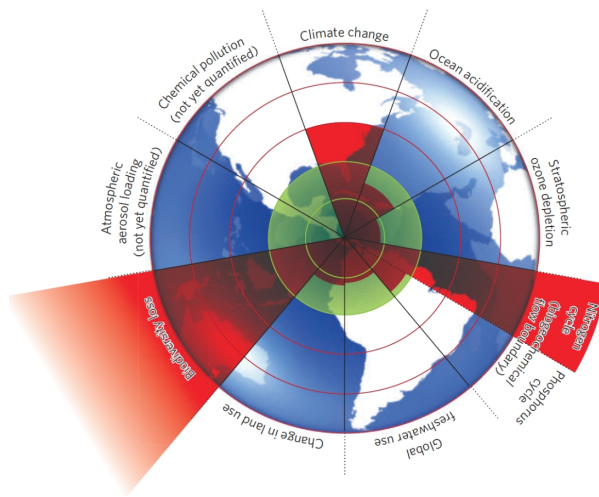 Climate change
Ocean acidification
Stratospheric
ozone depletion
Nitrogen
cycle
(biogeochemical
flow boundary)
Phosphorus
cycle
Global
freshwater use
Change in land use
Biodiversity loss
Atmospheric
aerosol loading
(not yet quantified)
Chemical pollution
(not yet quantified)